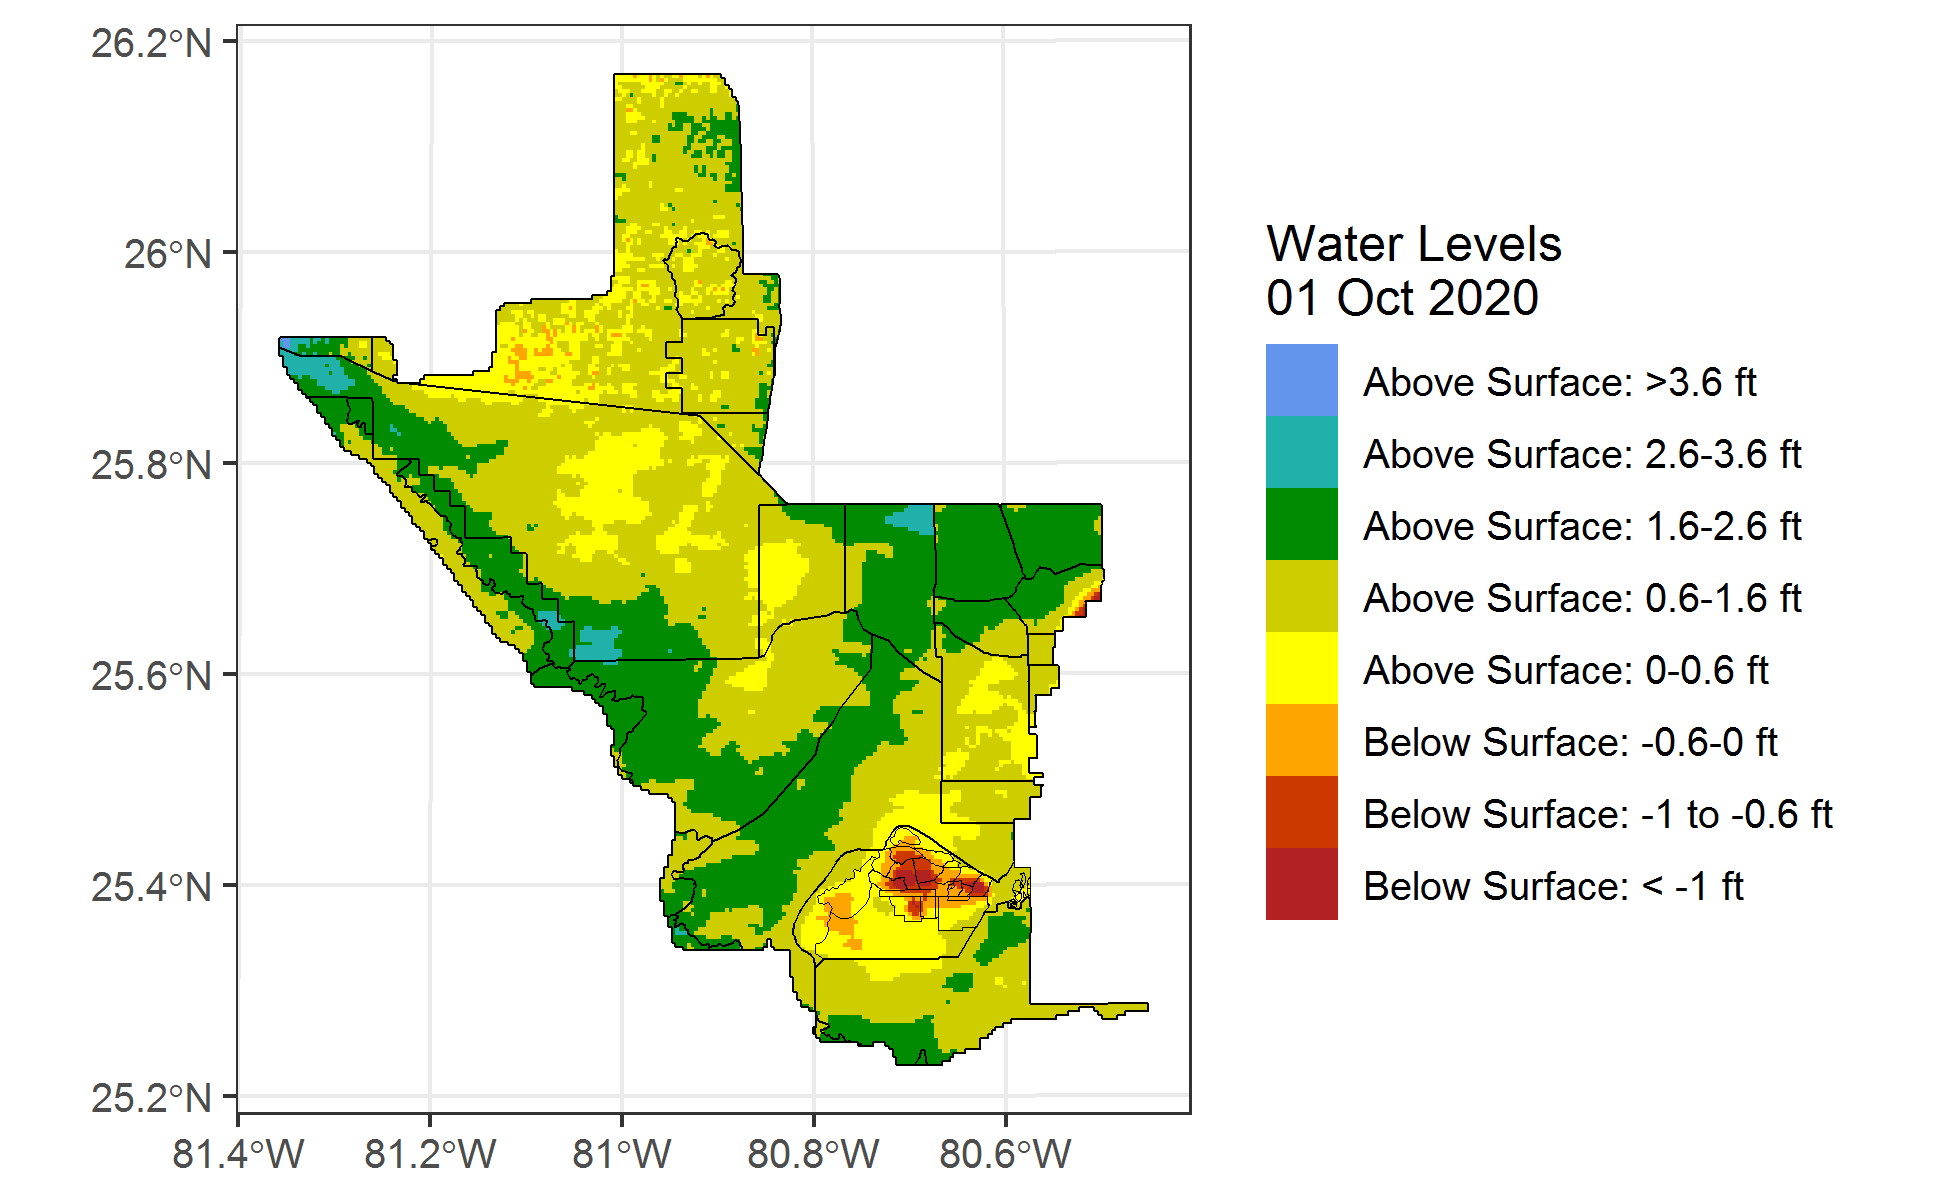 26.2°N
26°N
25.8°N
25.6°N
25.4°N
25.2°N
81.4°W
81.2°W
81°W
80.8°W
80.6°W
Water Levels
01 Oct 2020
Above Surface: >3.6 ft
Above Surface: 2.6-3.6 ft
Above Surface: 1.6-2.6 ft
Above Surface: 0.6-1.6 ft
Above Surface: 0-0.6 ft
Below Surface: -0.6-0 ft
Below Surface: -1 to -0.6 ft
Below Surface: < -1 ft